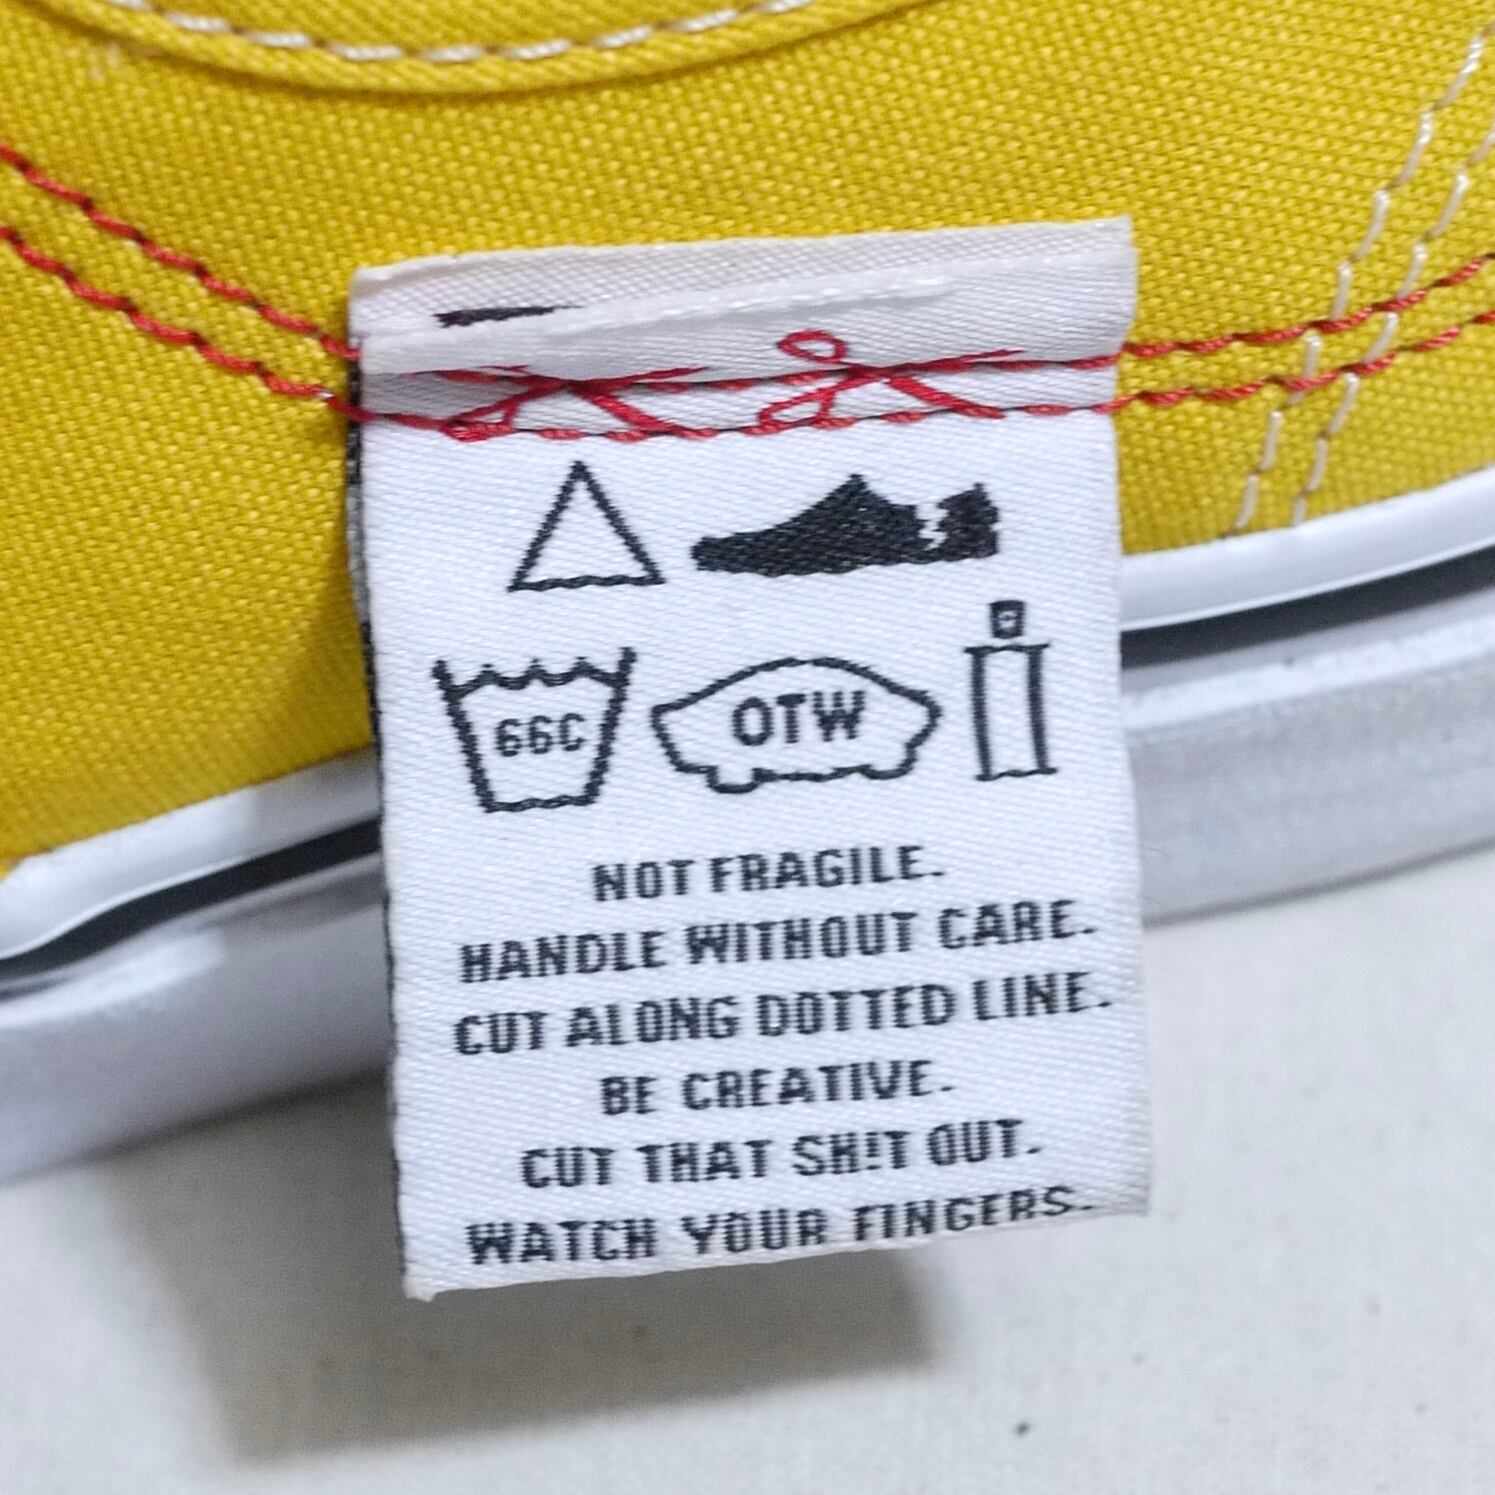 66C
OTW
NOT FRAGILE.
HANDLE WITHOUT CARE.
CUT ALONG DOTTED LINE.
BE CREATIVE.
CUT THAT SH!T OUT.
WATCH YOUR FINGERS.